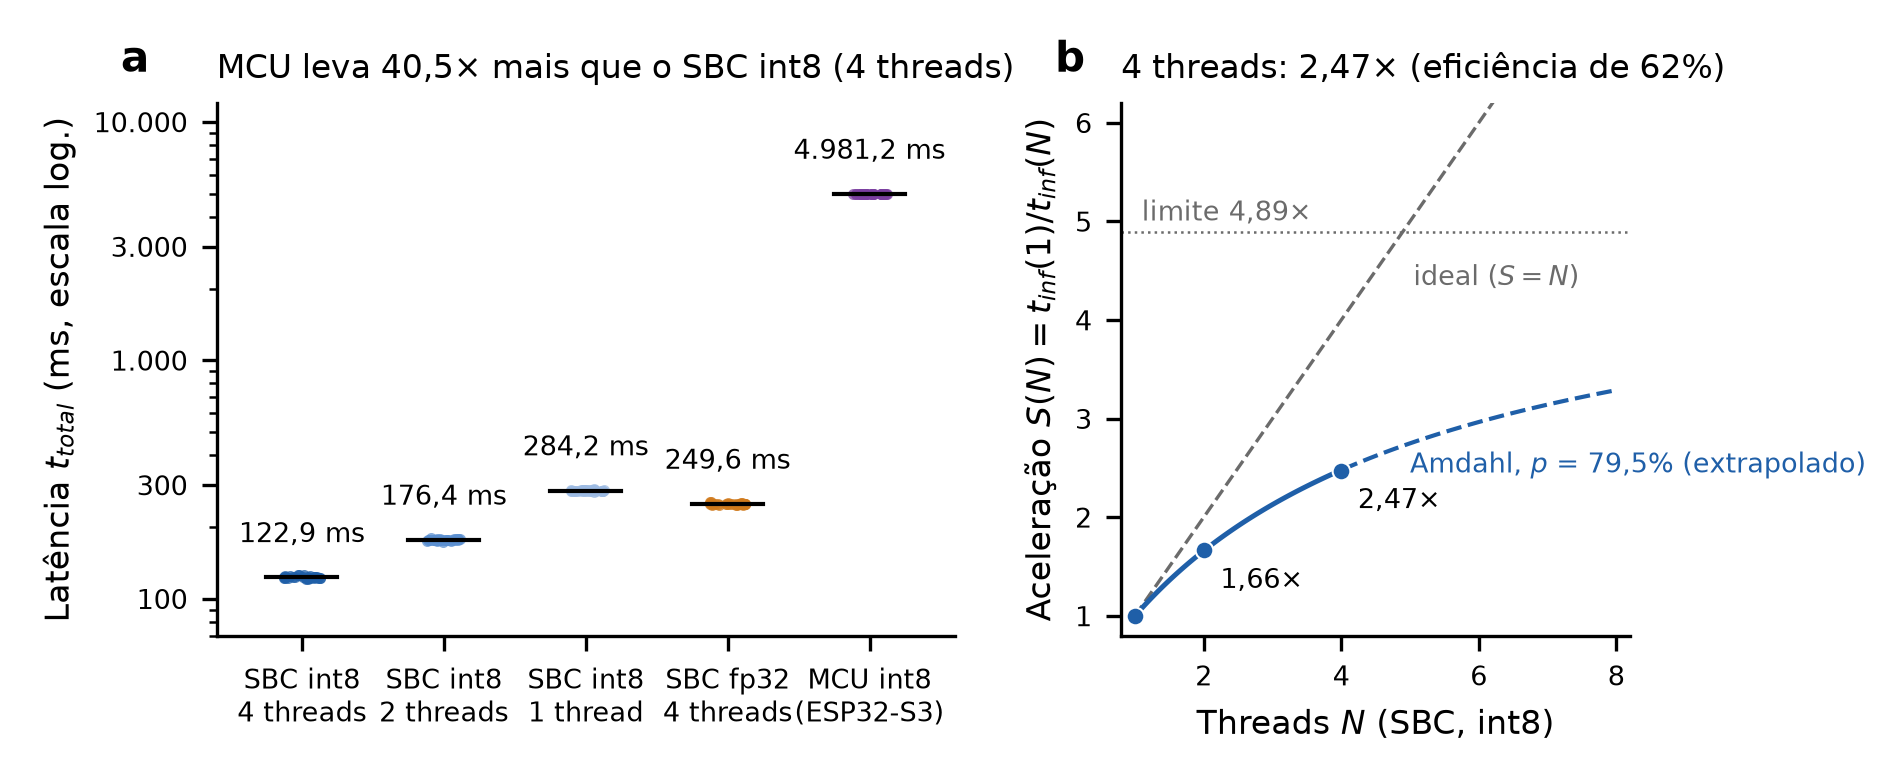 a
MCU leva 40,5× mais que o SBC int8 (4 threads)
Latência t_total (ms, escala log.)
10.000
3.000
1.000
300
100
122,9 ms
176,4 ms
284,2 ms
249,6 ms
4.981,2 ms
SBC int8
4 threads
SBC int8
2 threads
SBC int8
1 thread
SBC fp32
4 threads
MCU int8
(ESP32-S3)
b
4 threads: 2,47× (eficiência de 62%)
Aceleração S(N) = t_inf(1)/t_inf(N)
6
5
4
3
2
1
limite 4,89×
ideal (S = N)
Amdahl, p = 79,5% (extrapolado)
2,47×
1,66×
2
4
6
8
Threads N (SBC, int8)